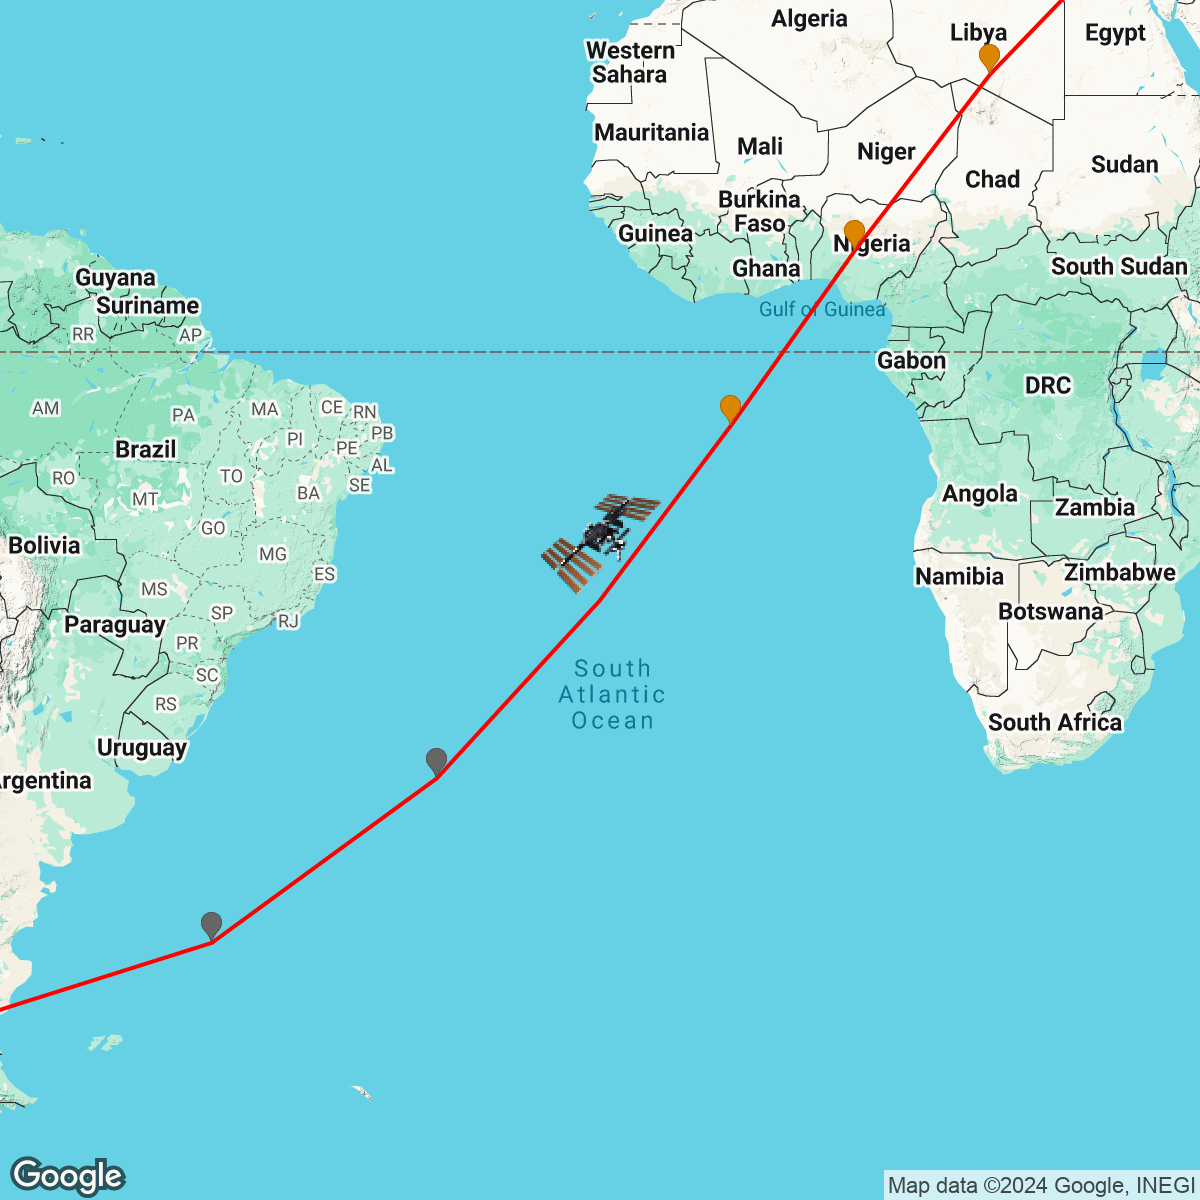 Algeria
Libya
Egypt
Western
Sahara
Mauritania
Mali
Niger
Chad
Sudan
Burkina
Faso
Guinea
Nigeria
Ghana
South Sudan
Guyana
Suriname
Gulf of Guinea
RR
AP
Gabon
DRC
AM
PA
MA
CE
RN
PI
PB
Brazil
PE
AL
RO
TO
SE
MT
BA
Angola
Zambia
GO
Bolivia
MG
ES
Namibia
Zimbabwe
MS
SP
RJ
Botswana
Paraguay
PR
SC
South
Atlantic
Ocean
RS
South Africa
Uruguay
rgentina
Google
Map data ©2024 Google, INEGI